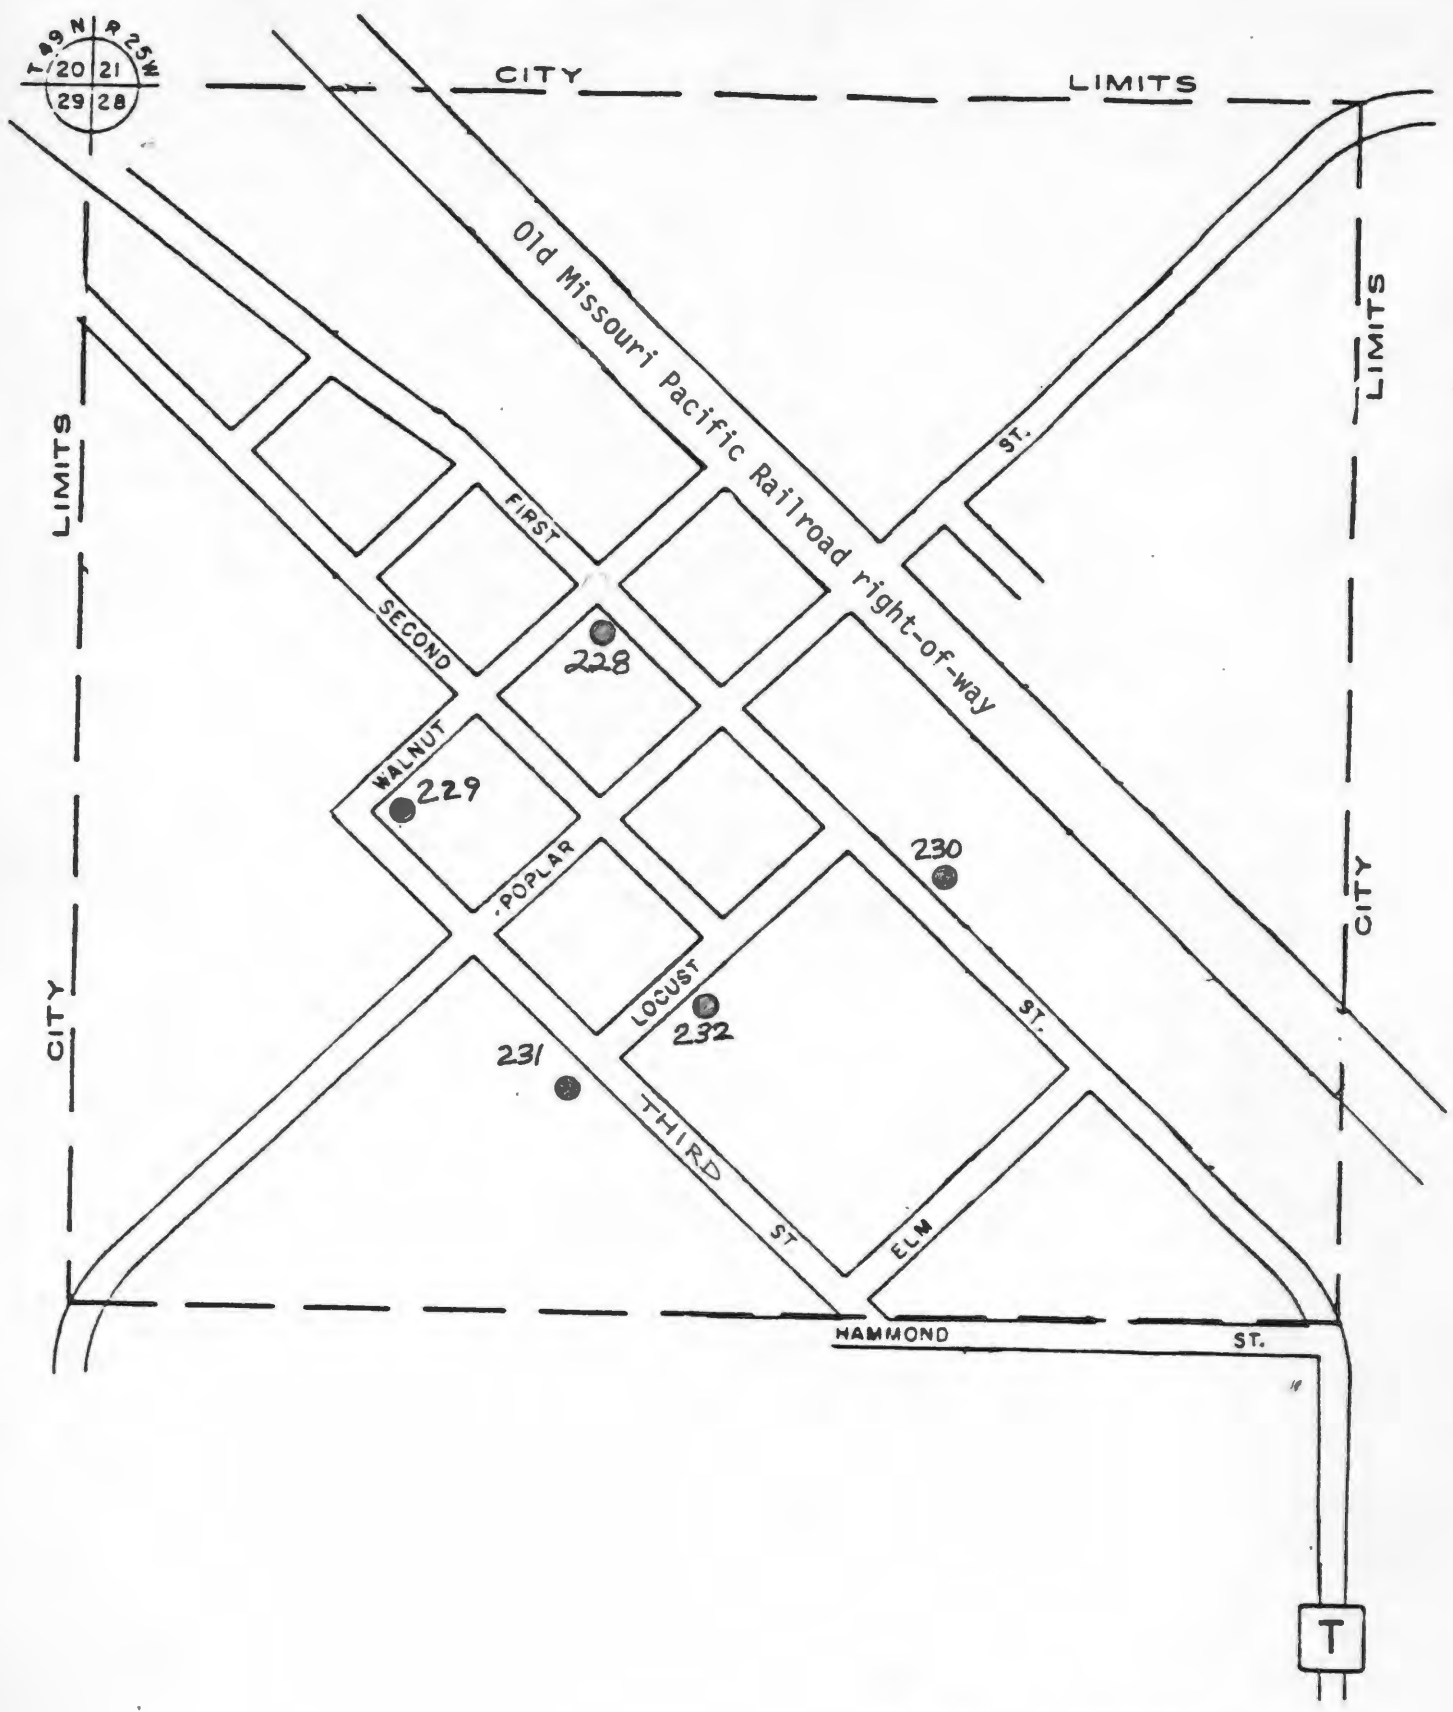 T 49 N R 25 W
20 21
29 28
CITY LIMITS
Old Missouri Pacific Railroad right-of-way
LIMITS
ST.
LIMITS
FIRST
SECOND
228
WALNUT
229
POPLAR
230
CITY
LOCUST
CITY
232
ST.
231
THIRD
ST
ELM
HAMMOND ST.
T